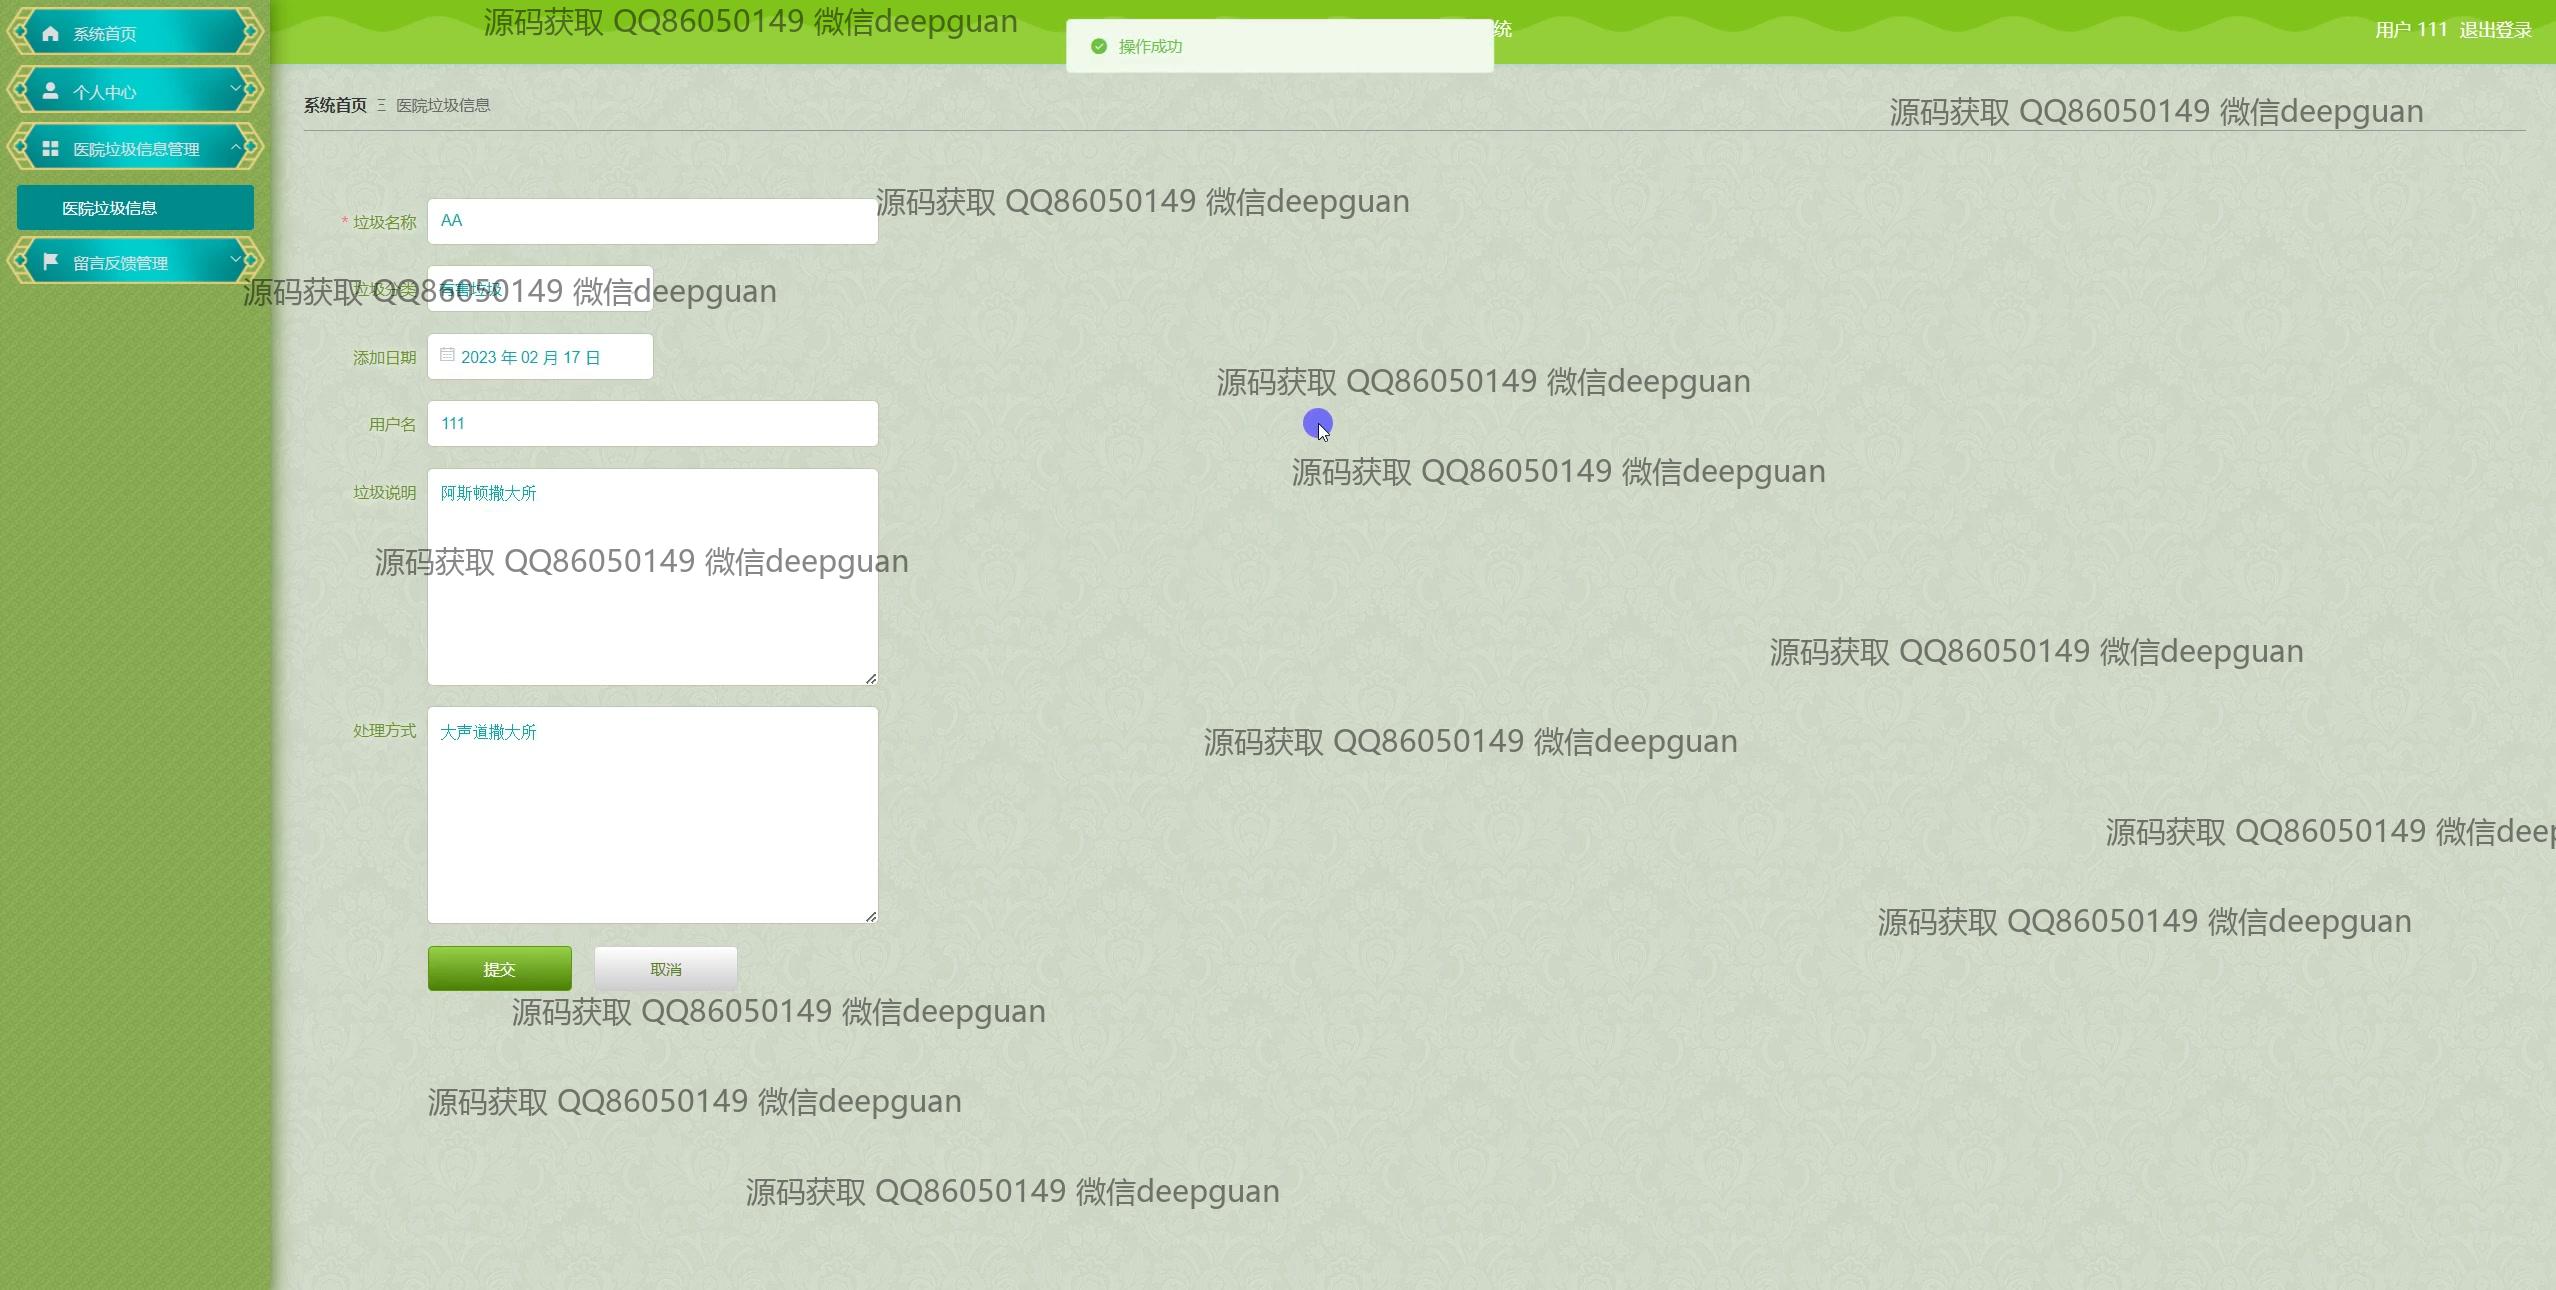 系统首页
个人中心
医院垃圾信息管理
医院垃圾信息
留言反馈管理
源码获取 QQ86050149 微信deepguan
操作成功
统
用户 111 退出登录
系统首页 Ξ 医院垃圾信息
源码获取 QQ86050149 微信deepguan
源码获取 QQ86050149 微信deepguan
* 垃圾名称 AA
垃圾分类 有害垃圾
源码获取 QQ86050149 微信deepguan
添加日期 2023 年 02 月 17 日
源码获取 QQ86050149 微信deepguan
用户名 111
源码获取 QQ86050149 微信deepguan
垃圾说明 阿斯顿撒大所
源码获取 QQ86050149 微信deepguan
源码获取 QQ86050149 微信deepguan
处理方式 大声道撒大所
源码获取 QQ86050149 微信deepguan
源码获取 QQ86050149 微信deep
源码获取 QQ86050149 微信deepguan
提交 取消
源码获取 QQ86050149 微信deepguan
源码获取 QQ86050149 微信deepguan
源码获取 QQ86050149 微信deepguan